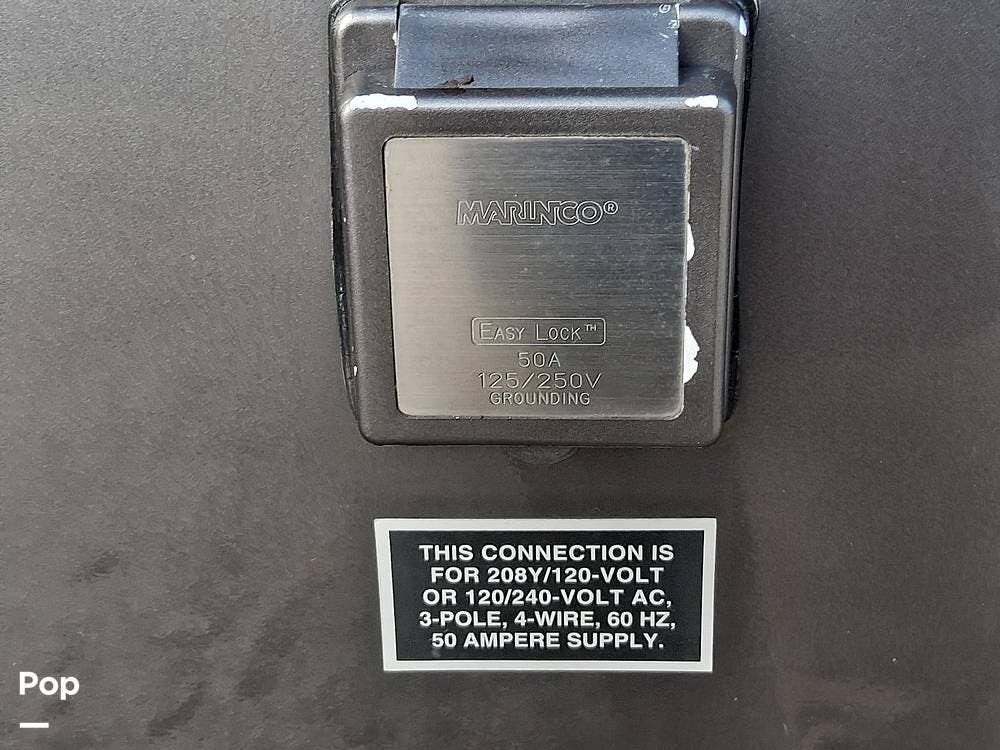 MARINCO®
EASY LOCK™
50A
125/250V
GROUNDING
THIS CONNECTION IS
FOR 208Y/120-VOLT
OR 120/240-VOLT AC,
3-POLE, 4-WIRE, 60 HZ,
50 AMPERE SUPPLY.
Pop